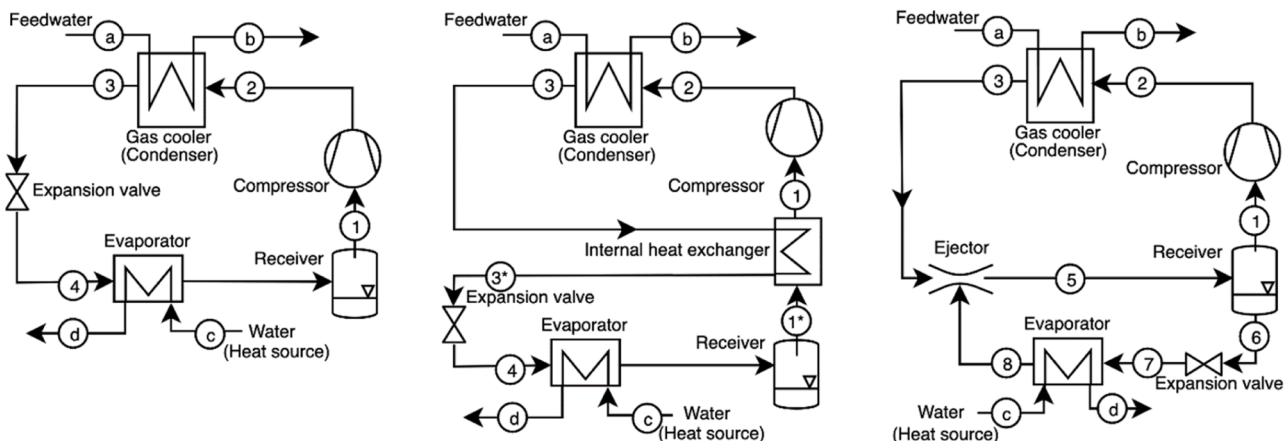 Feedwater
a
b
3
2
Gas cooler
(Condenser)
Expansion valve
Compressor
1
Evaporator
Receiver
4
d
c
Water
(Heat source)
Feedwater
a
b
3
2
Gas cooler
(Condenser)
Compressor
1
Internal heat exchanger
3*
Expansion valve
1*
Evaporator
Receiver
4
d
c
Water
(Heat source)
Feedwater
a
b
3
2
Gas cooler
(Condenser)
Compressor
1
Ejector
Receiver
5
Evaporator
6
8
7
Expansion valve
Water
(Heat source)
c
d